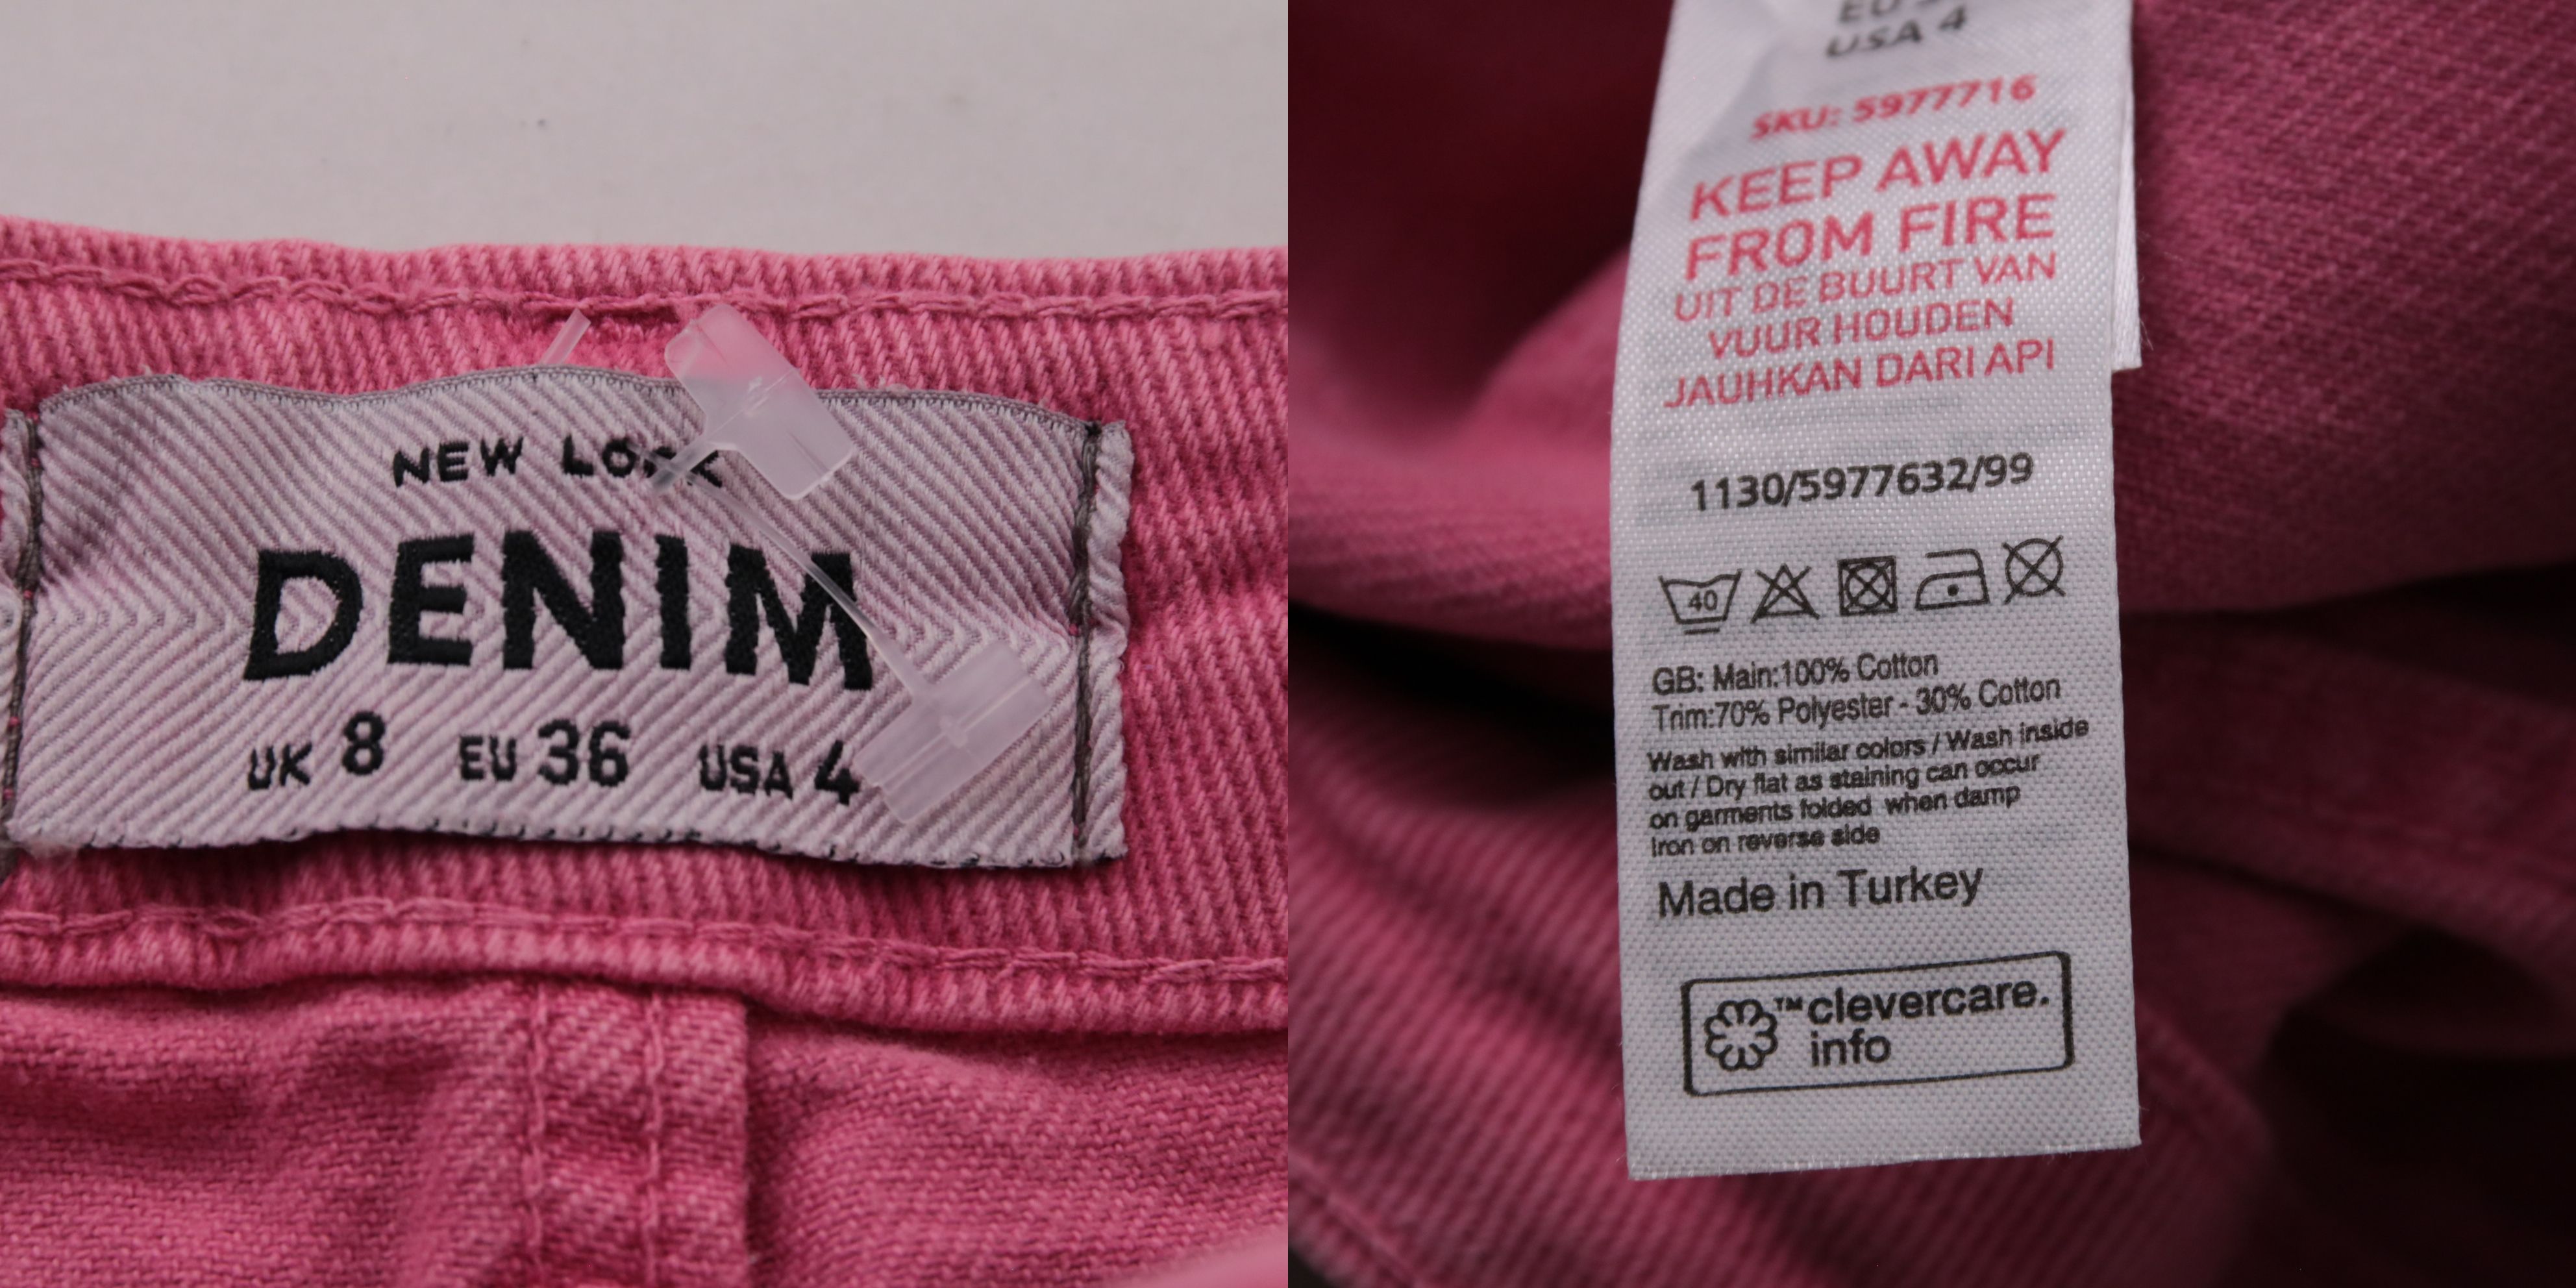 NEW LOOK
DENIM
UK 8 EU 36 USA 4
USA 4
SKU: 5977716
KEEP AWAY
FROM FIRE
UIT DE BUURT VAN
VUUR HOUDEN
JAUHKAN DARI API
1130/5977632/99
40
GB: Main:100% Cotton
Trim:70% Polyester - 30% Cotton
Wash with similar colors / Wash inside
out / Dry flat as staining can occur
on garments folded when damp
Iron on reverse side
Made in Turkey
™clevercare.
info